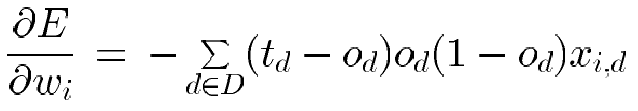 ∂E/∂w_i = − ∑_{d∈D} (t_d − o_d) o_d (1 − o_d) x_{i,d}